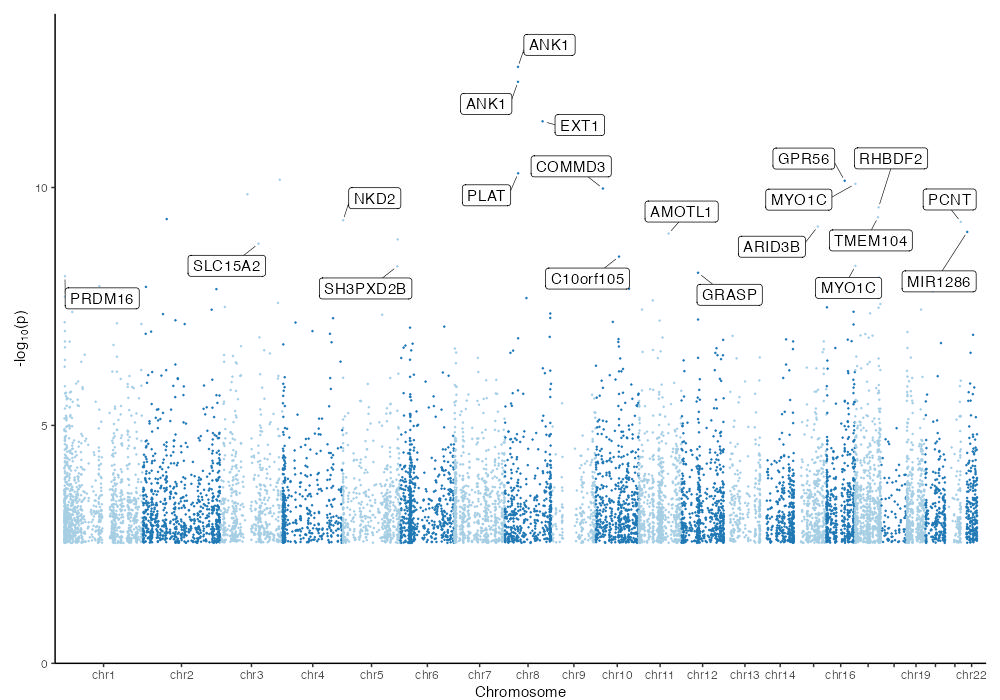 ANK1
ANK1
EXT1
GPR56
RHBDF2
COMMD3
10
PLAT
NKD2
MYO1C
PCNT
AMOTL1
ARID3B
TMEM104
SLC15A2
SH3PXD2B
C10orf105
MYO1C
MIR1286
PRDM16
GRASP
-log10(p)
5
0
chr1 chr2 chr3 chr4 chr5 chr6 chr7 chr8 chr9 chr10 chr11 chr12 chr13 chr14 chr16 chr19 chr22
Chromosome